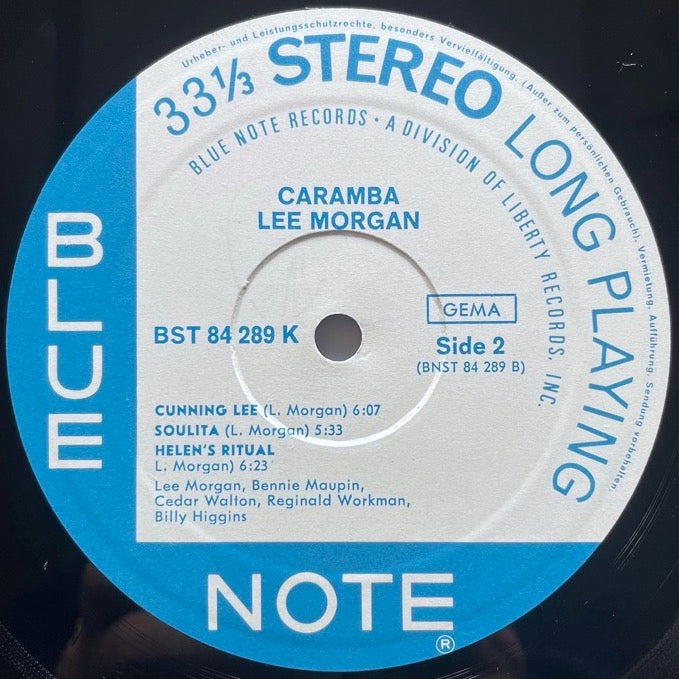 Urheber- und Leistungsschutzrechte, besonders Vervielfältigung, (Außer zum persönlichen Gebrauch), Vermietung, Aufführung, Sendung vorbehalten.
33⅓ STEREO LONG PLAYING
BLUE NOTE RECORDS • A DIVISION OF LIBERTY RECORDS, INC.
CARAMBA
LEE MORGAN
BLUE
BST 84 289 K
GEMA
Side 2
(BNST 84 289 B)
CUNNING LEE (L. Morgan) 6:07
SOULITA (L. Morgan) 5:33
HELEN'S RITUAL
L. Morgan) 6:23
Lee Morgan, Bennie Maupin,
Cedar Walton, Reginald Workman,
Billy Higgins
NOTE
®